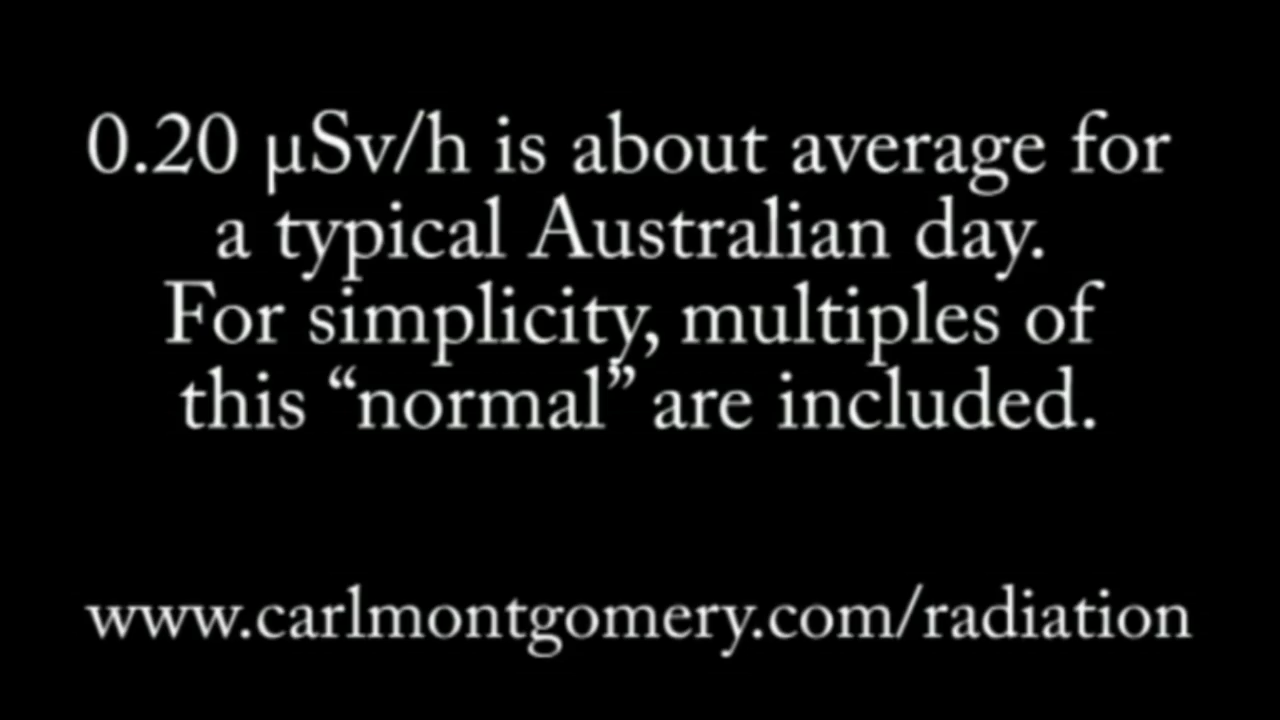 0.20 µSv/h is about average for
a typical Australian day.
For simplicity, multiples of
this “normal” are included.
www.carlmontgomery.com/radiation